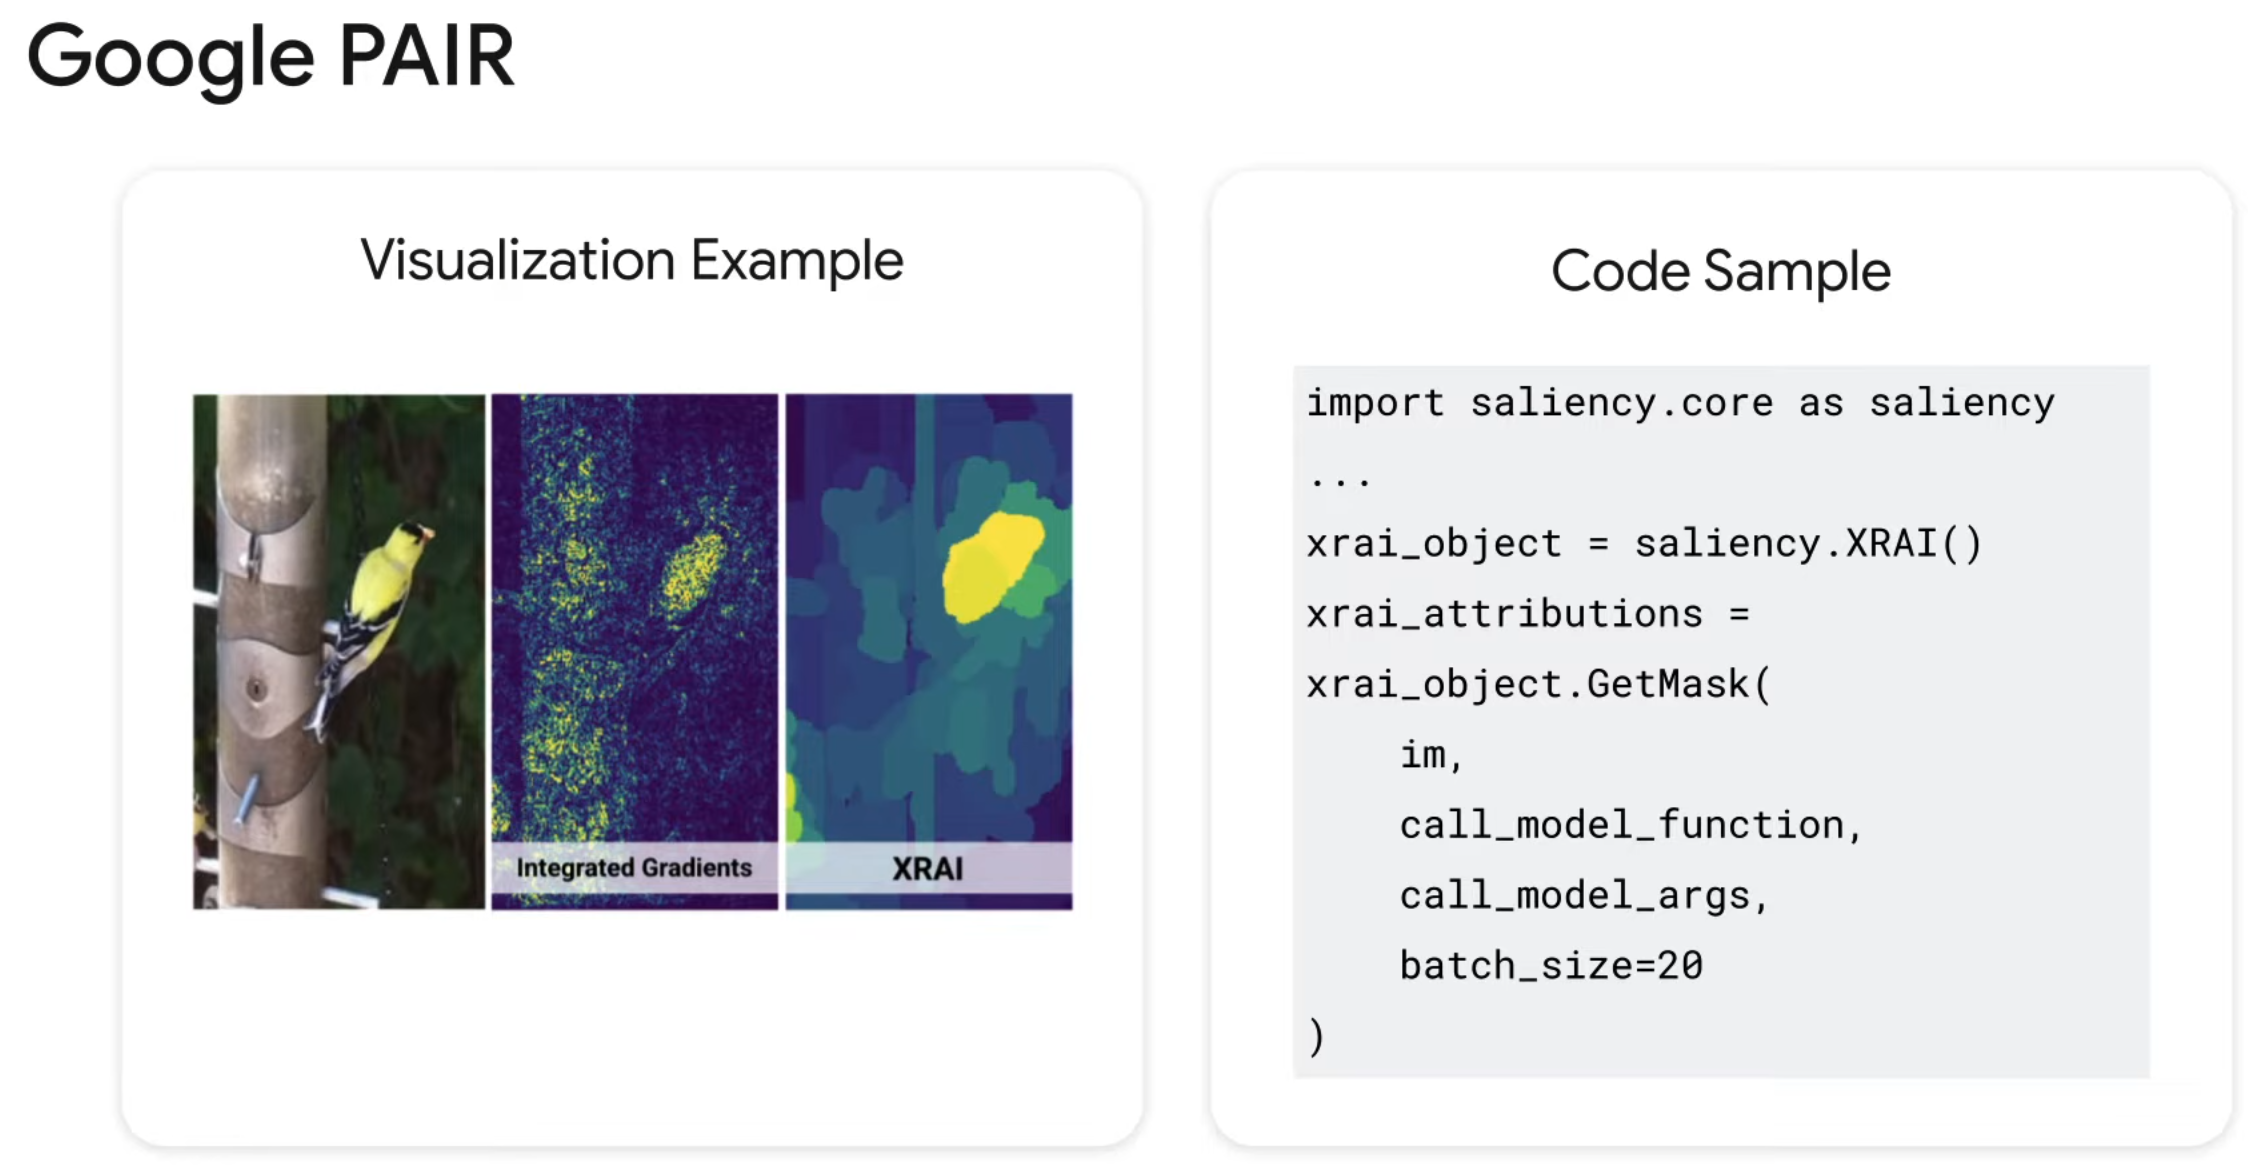 Google PAIR
Visualization Example
Integrated Gradients
XRAI
Code Sample
import saliency.core as saliency
...
xrai_object = saliency.XRAI()
xrai_attributions =
xrai_object.GetMask(
    im,
    call_model_function,
    call_model_args,
    batch_size=20
)